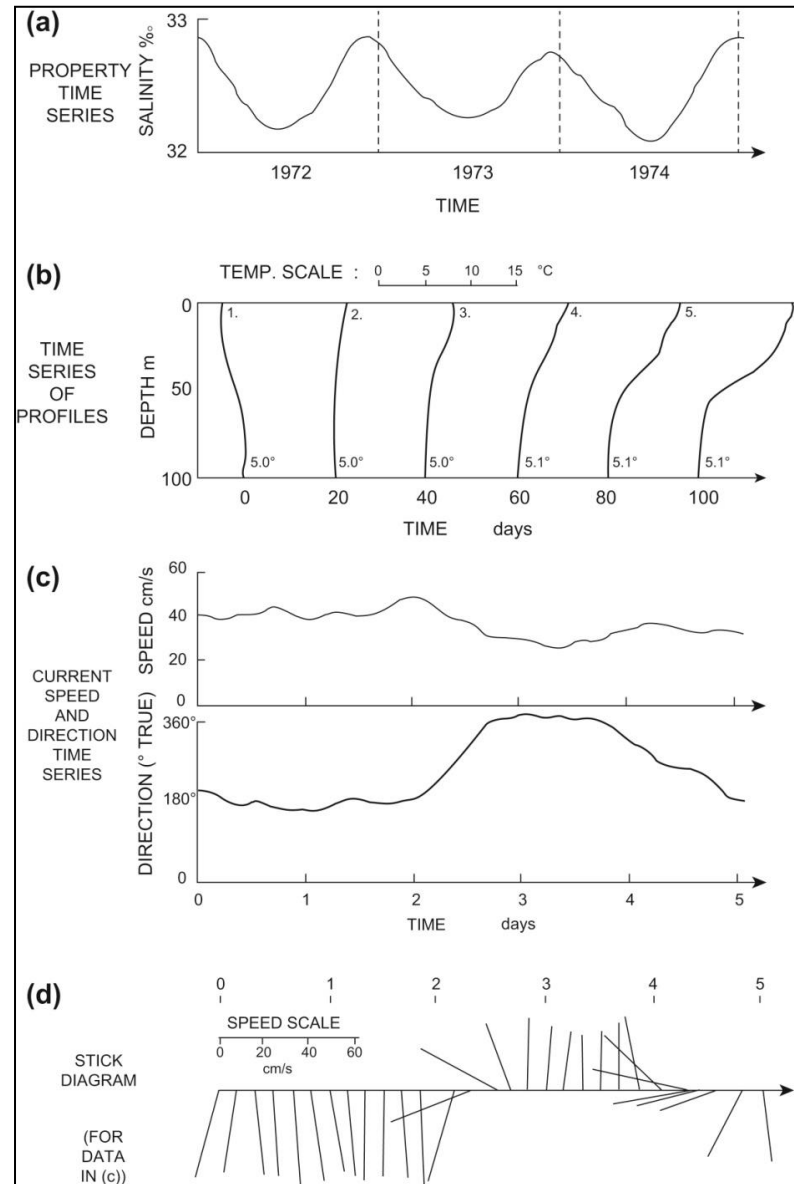 (a)
PROPERTY
TIME
SERIES
SALINITY ‰
33
32
1972 1973 1974
TIME
(b)
TEMP. SCALE : 0 5 10 15 °C
TIME
SERIES
OF
PROFILES
DEPTH m
0
50
100
1. 2. 3. 4. 5.
5.0° 5.0° 5.0° 5.1° 5.1° 5.1°
0 20 40 60 80 100
TIME days
(c)
CURRENT
SPEED
AND
DIRECTION
TIME
SERIES
SPEED cm/s
60
40
20
0
DIRECTION (° TRUE)
360°
180°
0
0 1 2 3 4 5
TIME days
(d)
0 1 2 3 4 5
SPEED SCALE
0 20 40 60
cm/s
STICK
DIAGRAM
(FOR
DATA
IN (c))